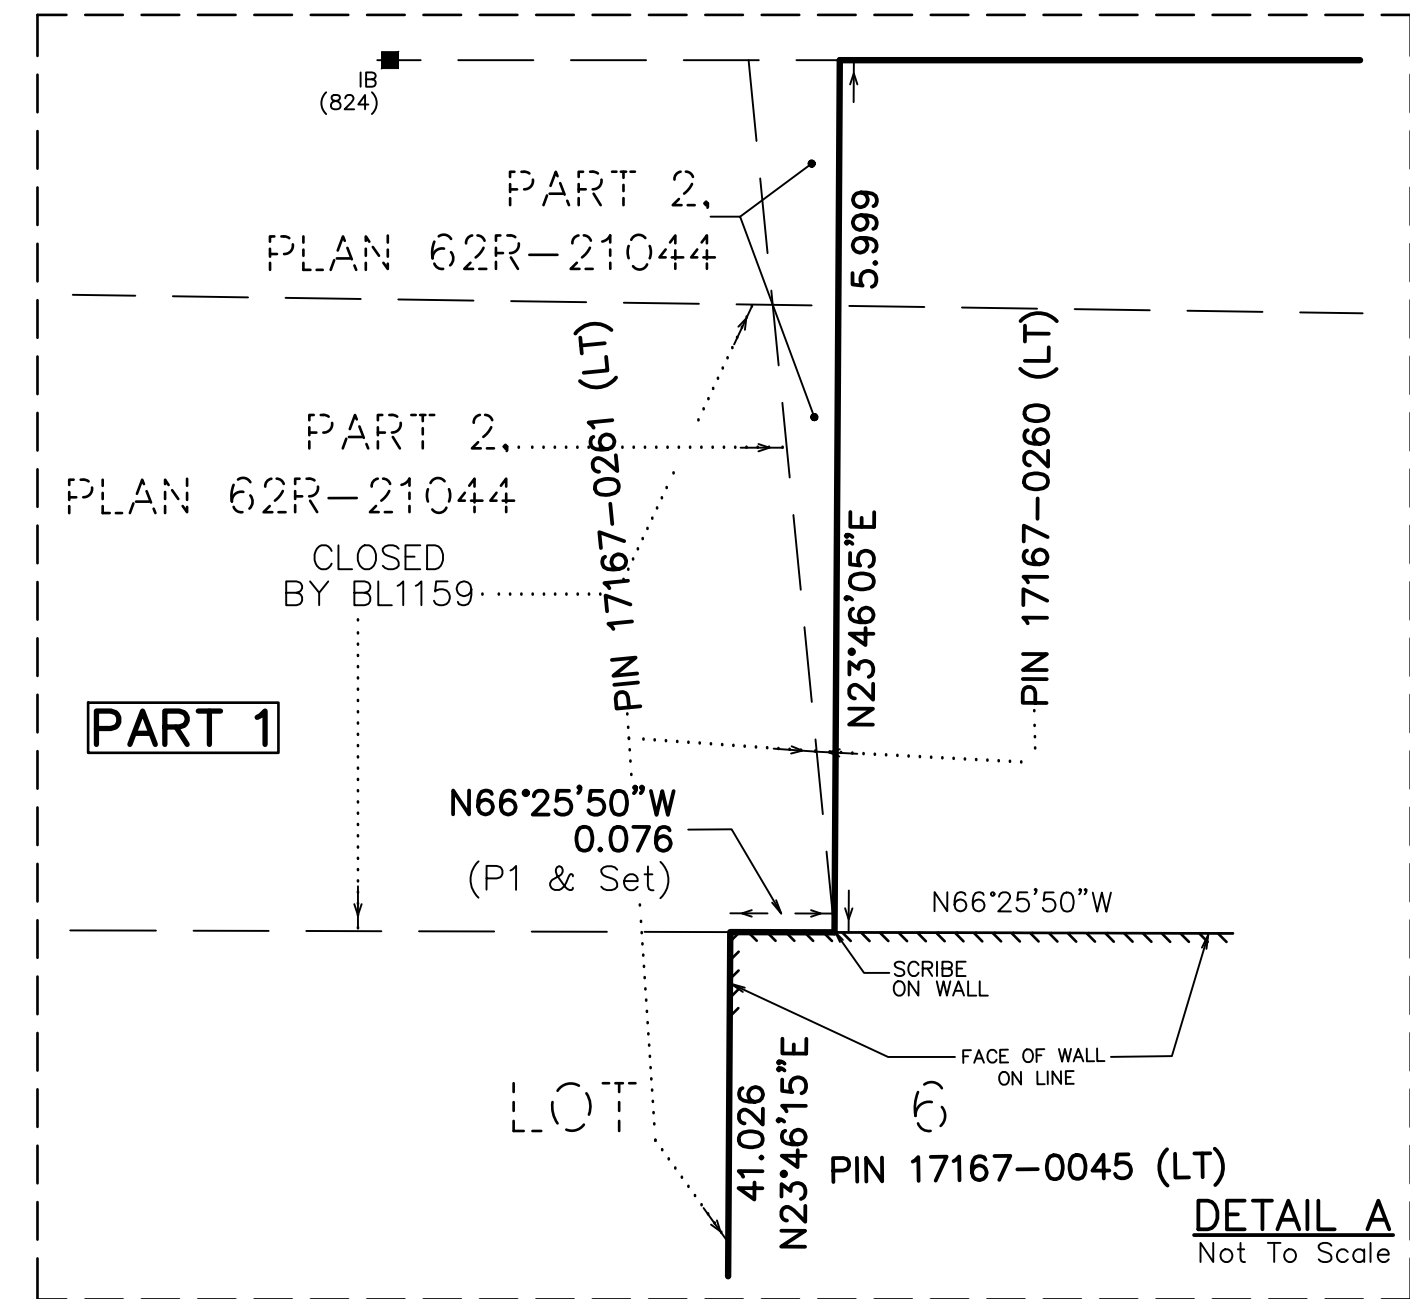 IB
(824)
PART 2,
PLAN 62R-21044
5.999
PIN 17167-0261 (LT)
PIN 17167-0260 (LT)
PART 2,
PLAN 62R-21044
CLOSED
BY BL1159
N23°46'05"E
PART 1
N66°25'50"W
0.076
(P1 & Set)
N66°25'50"W
SCRIBE
ON WALL
FACE OF WALL
ON LINE
LOT 6
41.026
N23°46'15"E
PIN 17167-0045 (LT)
DETAIL A
Not To Scale